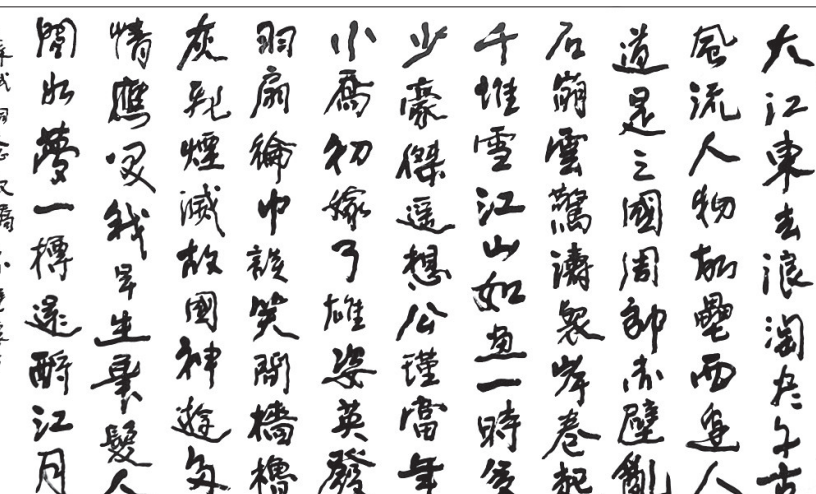 大江東去浪淘盡千古
風流人物故壘西邊人
道是三國周郎赤壁亂
石崩雲驚濤裂岸卷起
千堆雪江山如畫一時多
少豪傑遙想公瑾當年
小喬初嫁了雄姿英發
羽扇綸巾談笑間檣櫓
灰飛煙滅故國神遊多
情應笑我早生華髮人
間如夢一樽還酹江月